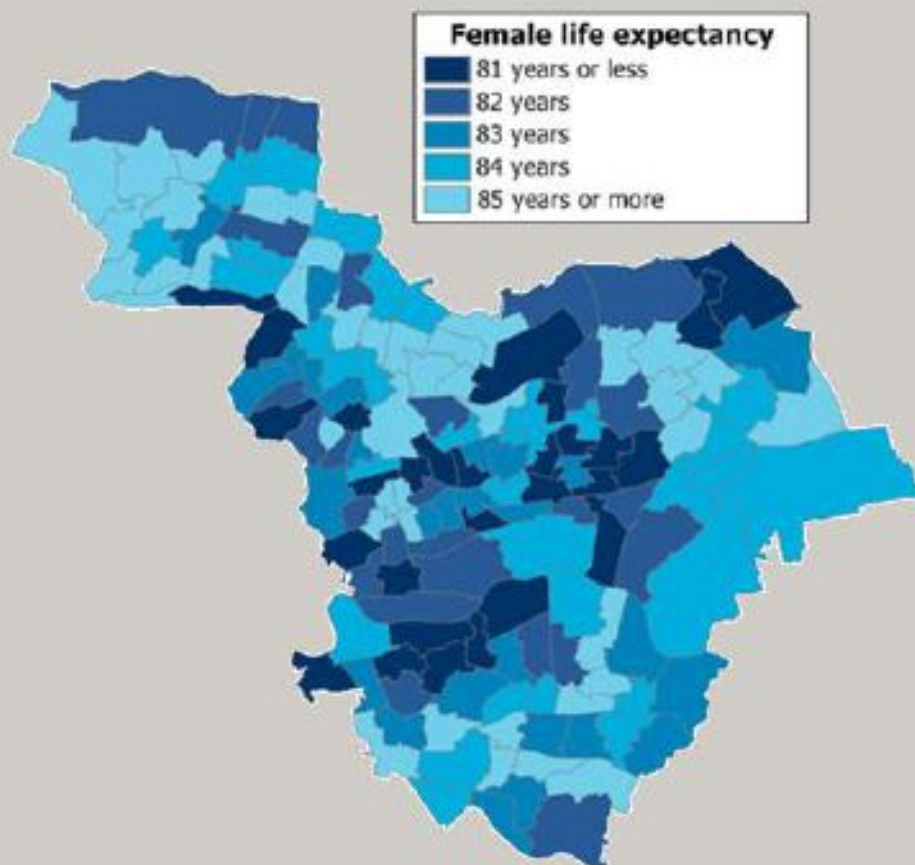 Female life expectancy
81 years or less
82 years
83 years
84 years
85 years or more